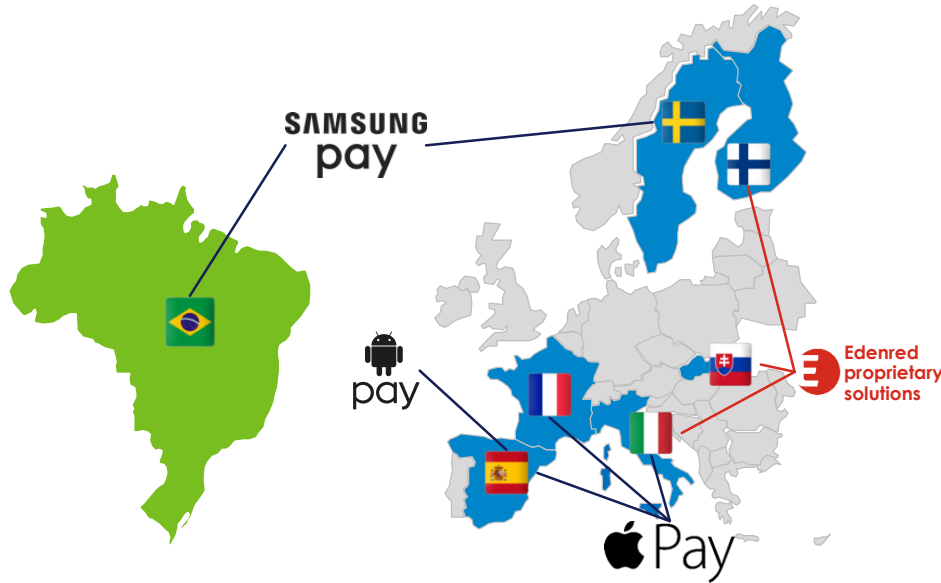 SAMSUNG
pay
pay
Edenred
proprietary
solutions
Pay